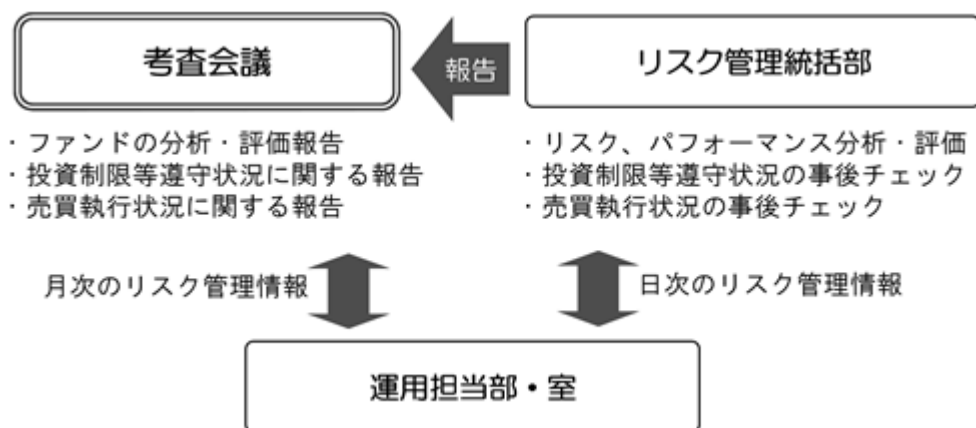 考査会議
報告
リスク管理統括部
・ファンドの分析・評価報告
・投資制限等遵守状況に関する報告
・売買執行状況に関する報告
・リスク、パフォーマンス分析・評価
・投資制限等遵守状況の事後チェック
・売買執行状況の事後チェック
月次のリスク管理情報
日次のリスク管理情報
運用担当部・室